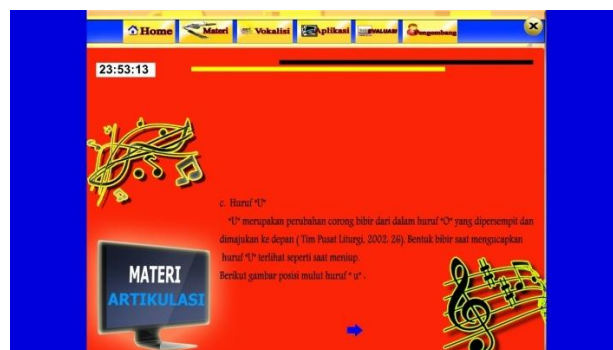 Home Materi Vokalisi Aplikasi EVALUASI Pengembang
23:53:13
c. Huruf "U"
"U" merupakan perubahan corong bibir dari dalam huruf "O" yang dipersempit dan
dimajukan ke depan ( Tim Pusat Liturgi, 2002, 26). Bentuk bibir saat mengucapkan
huruf "U" terlihat seperti saat meniup.
Berikut gambar posisi mulut huruf " u" .
MATERI
ARTIKULASI